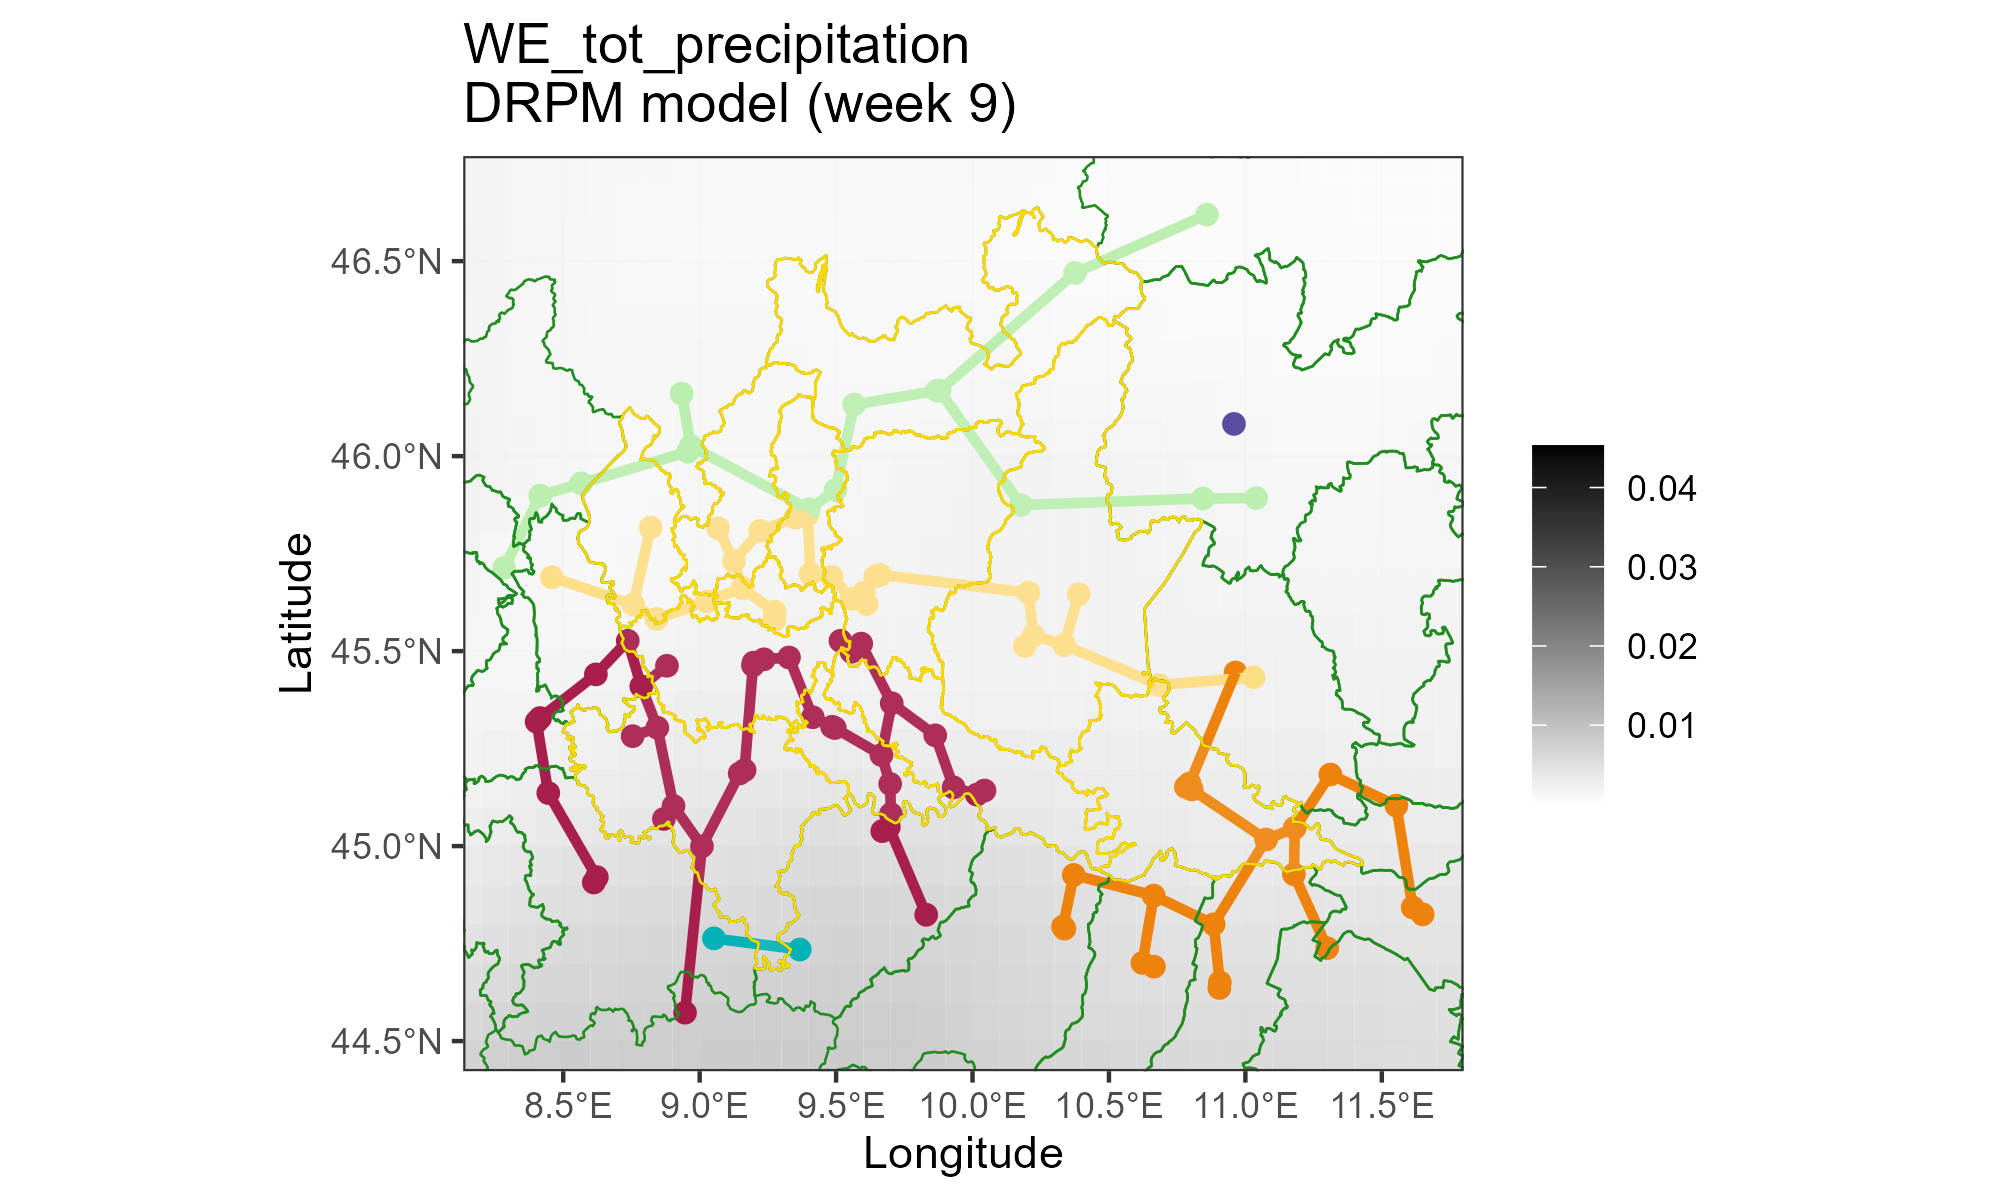 WE_tot_precipitation
DRPM model (week 9)
46.5°N
46.0°N
45.5°N
45.0°N
44.5°N
Latitude
8.5°E 9.0°E 9.5°E 10.0°E 10.5°E 11.0°E 11.5°E
Longitude
0.04
0.03
0.02
0.01